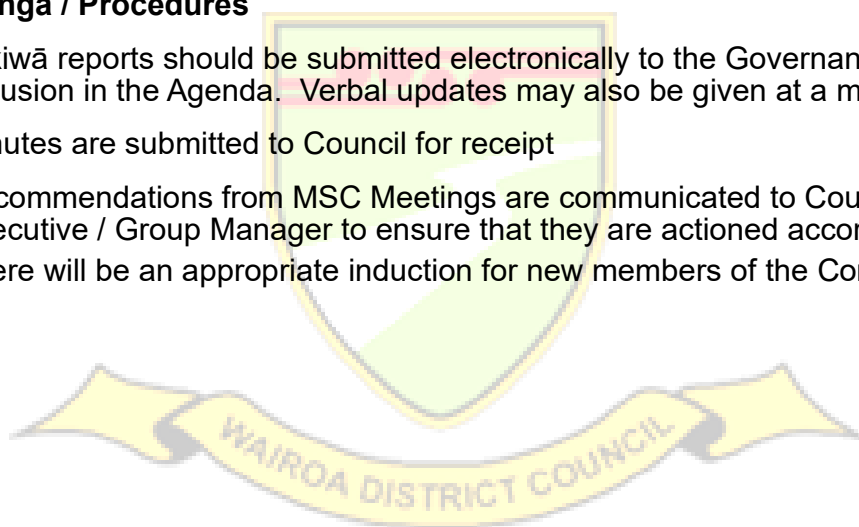 nga / Procedures
kiwā reports should be submitted electronically to the Governan
usion in the Agenda. Verbal updates may also be given at a m
nutes are submitted to Council for receipt
commendations from MSC Meetings are communicated to Cou
ecutive / Group Manager to ensure that they are actioned accor
ere will be an appropriate induction for new members of the Co
WAIROA DISTRICT COUNCIL